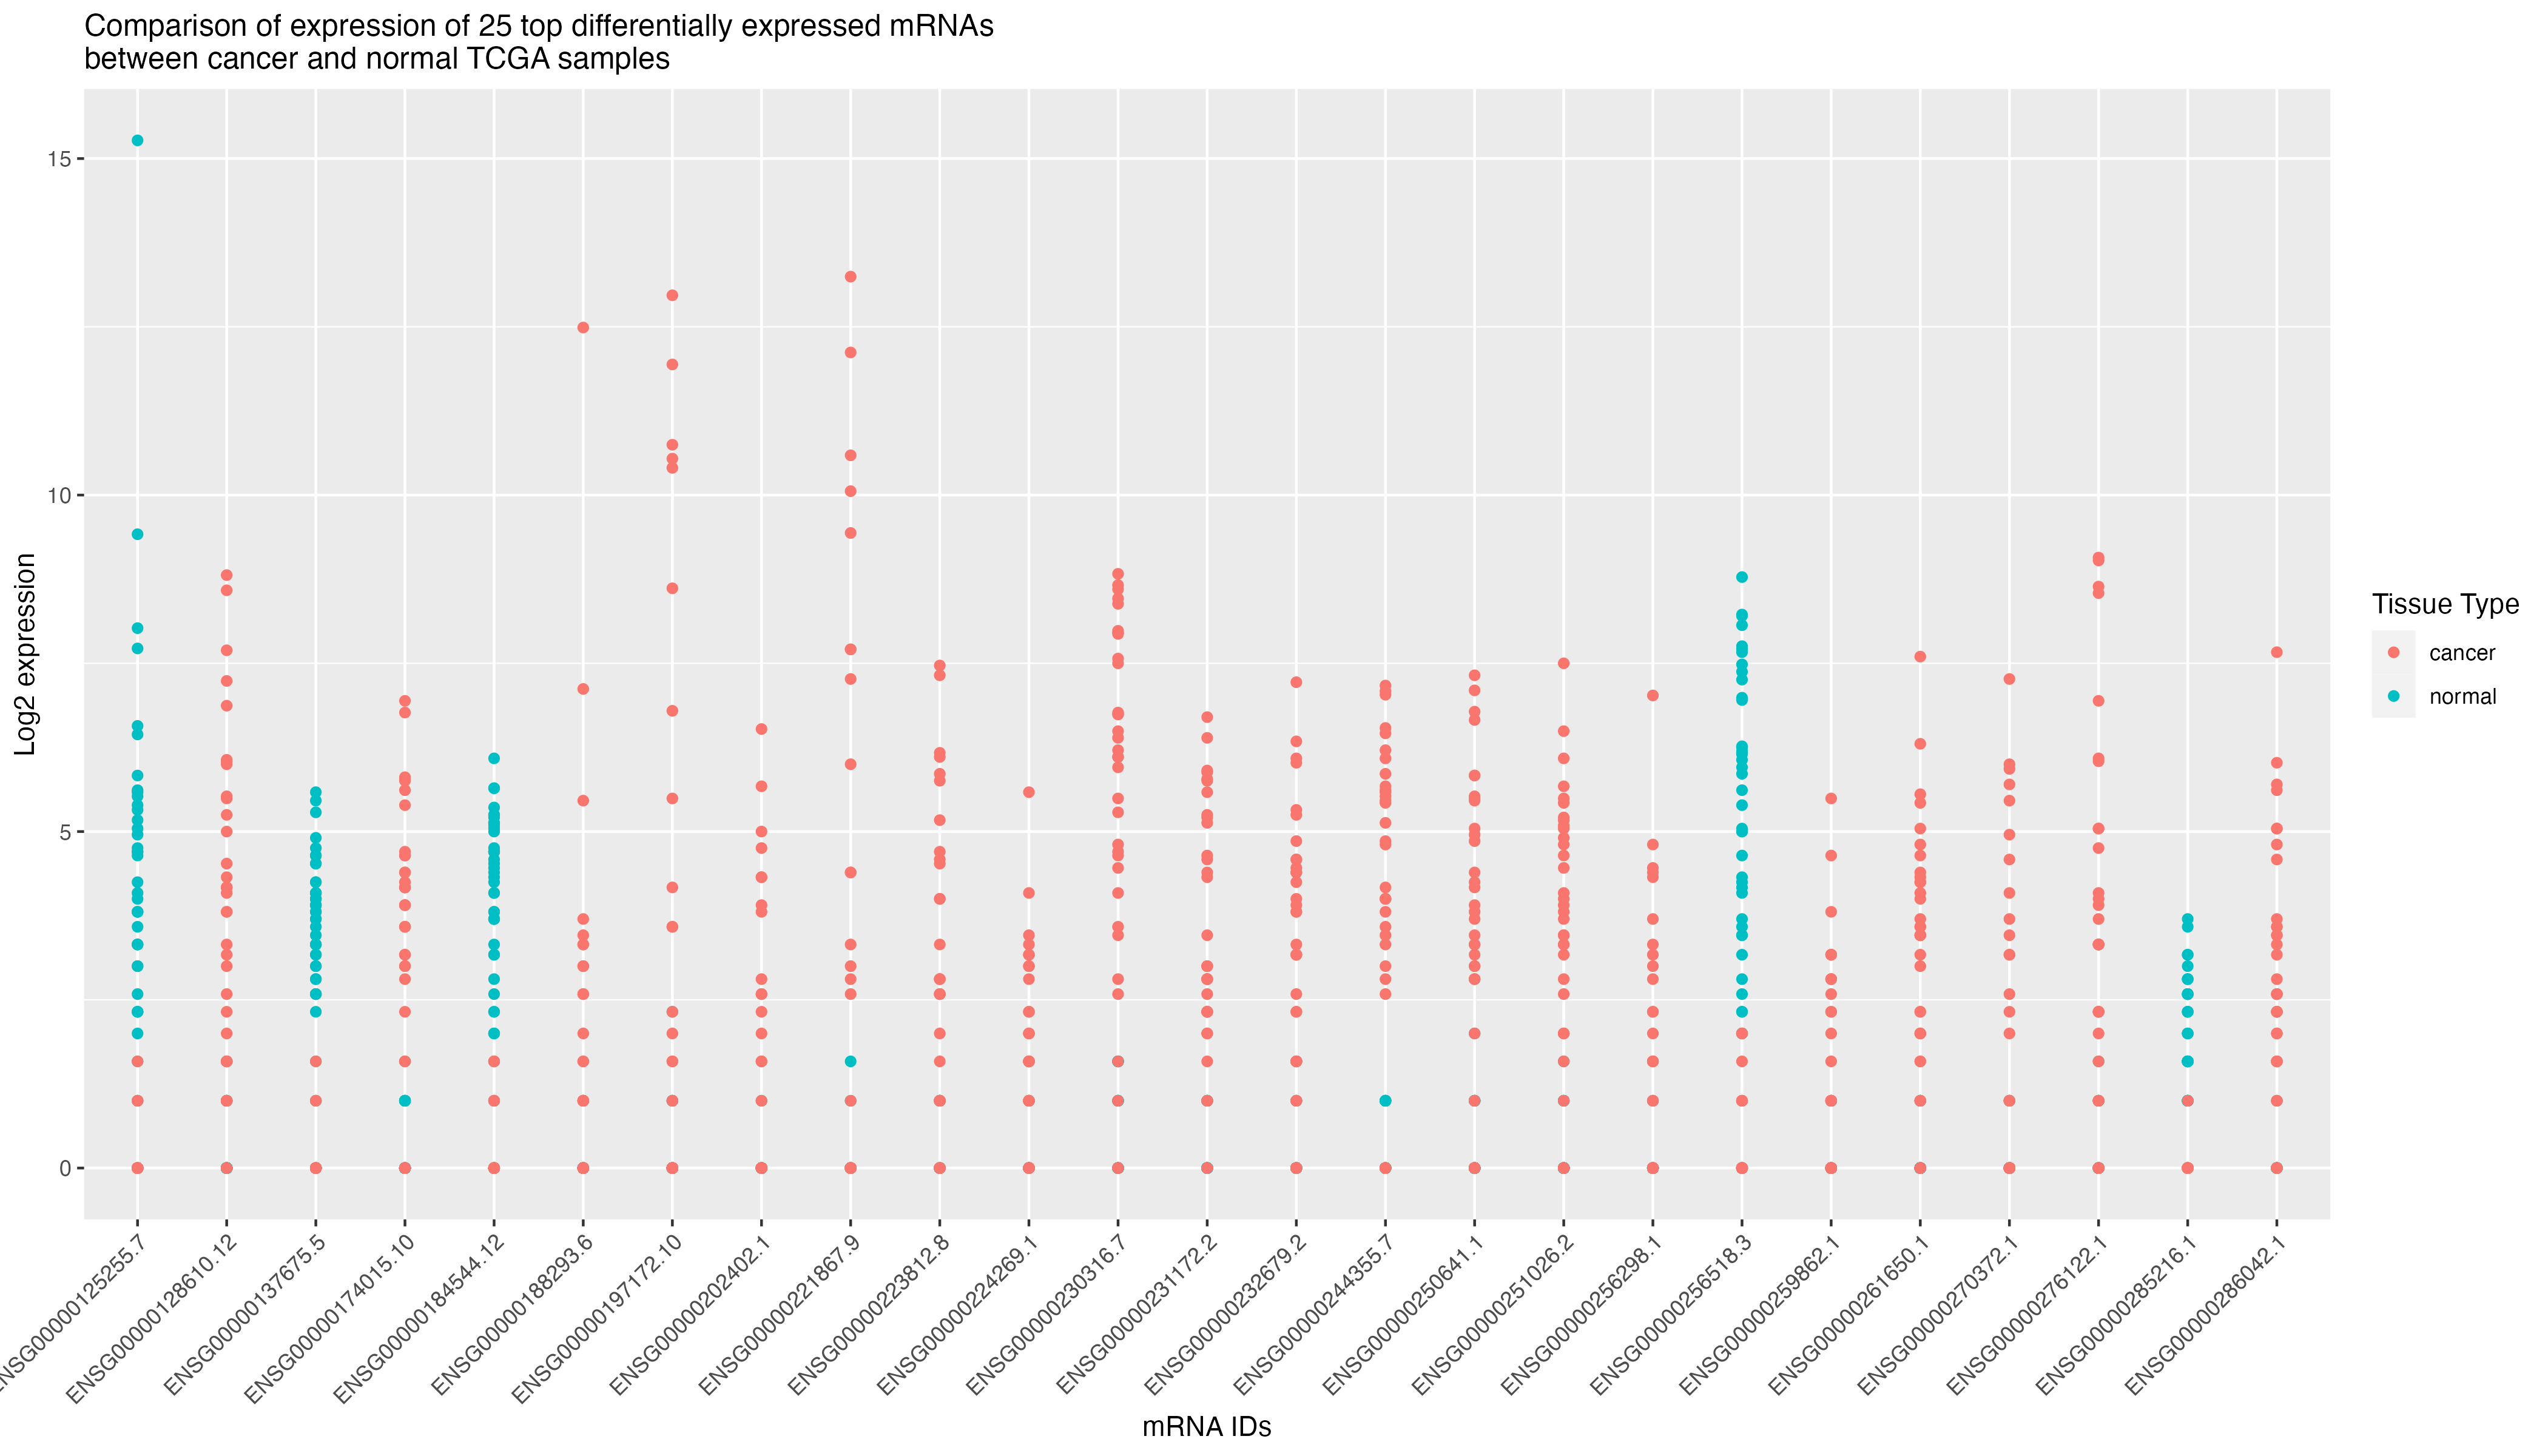 Comparison of expression of 25 top differentially expressed mRNAs
between cancer and normal TCGA samples
Log2 expression
15
10
5
0
ENSG00000125255.7
ENSG00000128610.12
ENSG00000137675.5
ENSG00000174015.10
ENSG00000184544.12
ENSG00000188293.6
ENSG00000197172.10
ENSG00000202402.1
ENSG00000221867.9
ENSG00000223812.8
ENSG00000224269.1
ENSG00000230316.7
ENSG00000231172.2
ENSG00000232679.2
ENSG00000244355.7
ENSG00000250641.1
ENSG00000251026.2
ENSG00000256298.1
ENSG00000256518.3
ENSG00000259862.1
ENSG00000261650.1
ENSG00000270372.1
ENSG00000276122.1
ENSG00000285216.1
ENSG00000286042.1
mRNA IDs
Tissue Type
cancer
normal